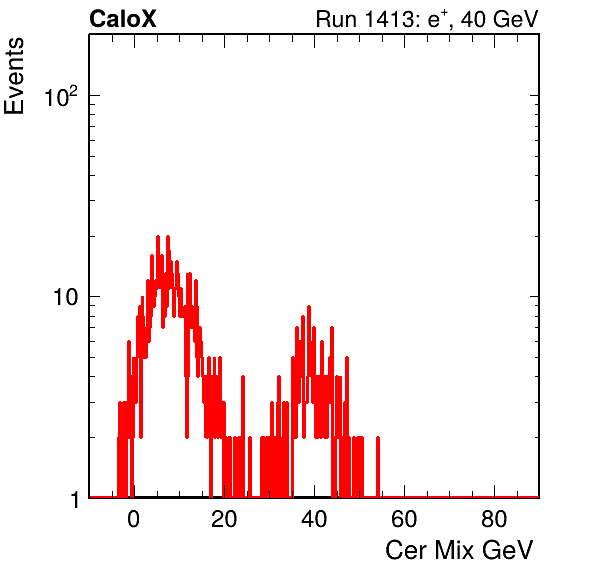 CaloX Run 1413: e⁺, 40 GeV
Events
10²
10
1
0 20 40 60 80
Cer Mix GeV